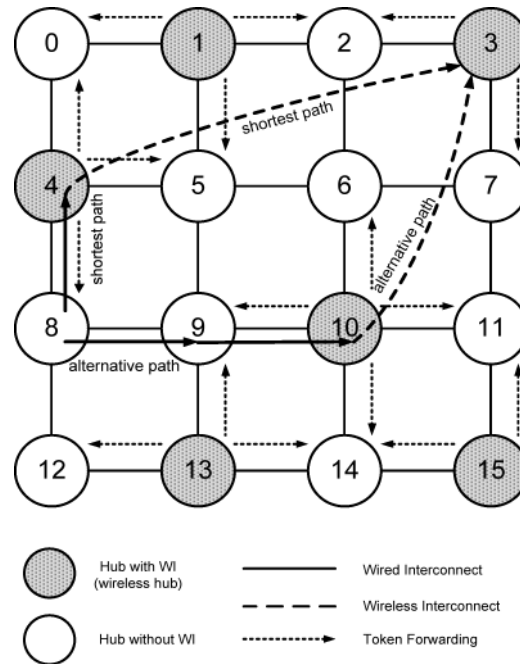 0 1 2 3
shortest path
4 5 6 7
shortest path
alternative path
8 9 10 11
alternative path
12 13 14 15
Hub with WI
(wireless hub)
Wired Interconnect
Wireless Interconnect
Hub without WI
Token Forwarding